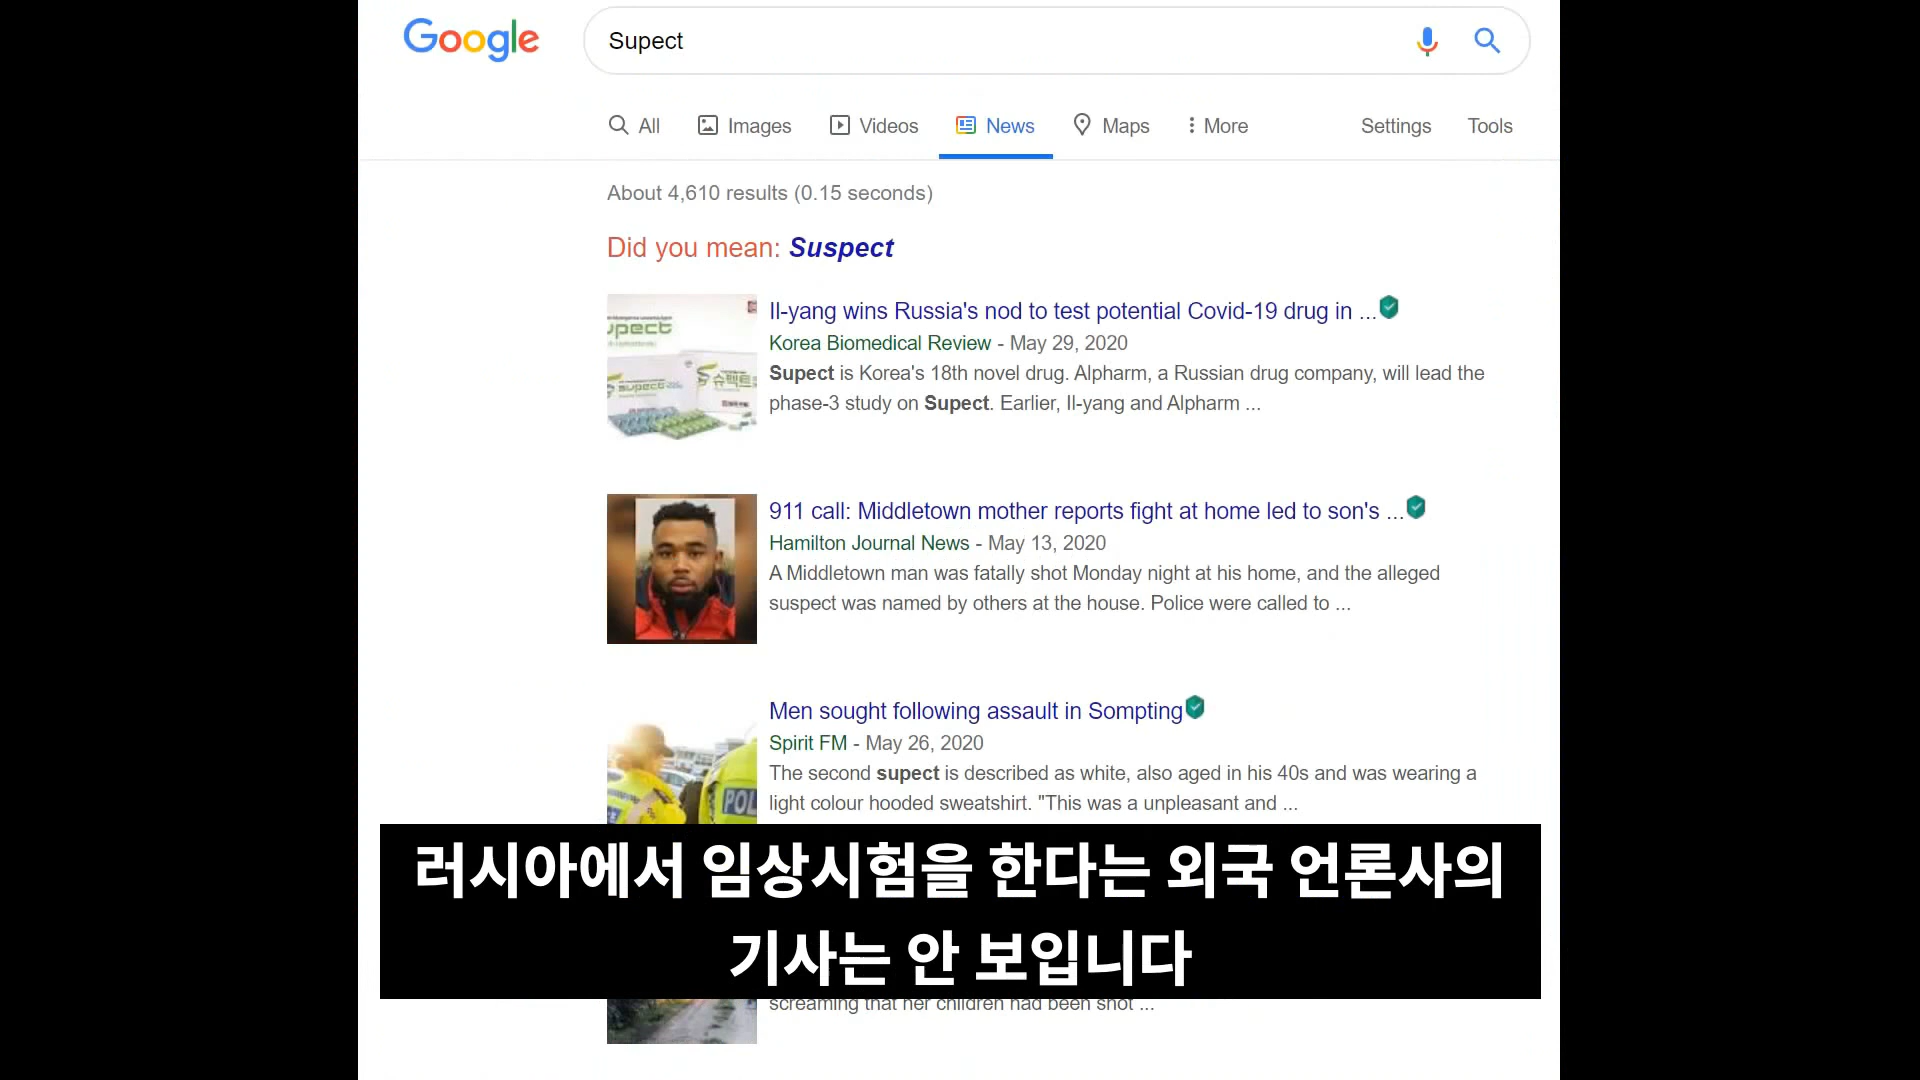 Google
Supect
All Images Videos News Maps More Settings Tools
About 4,610 results (0.15 seconds)
Did you mean: Suspect
Il-yang wins Russia's nod to test potential Covid-19 drug in ...
Korea Biomedical Review - May 29, 2020
Supect is Korea's 18th novel drug. Alpharm, a Russian drug company, will lead the
phase-3 study on Supect. Earlier, Il-yang and Alpharm ...
upect
supect
슈펙트
911 call: Middletown mother reports fight at home led to son's ...
Hamilton Journal News - May 13, 2020
A Middletown man was fatally shot Monday night at his home, and the alleged
suspect was named by others at the house. Police were called to ...
Men sought following assault in Sompting
Spirit FM - May 26, 2020
The second supect is described as white, also aged in his 40s and was wearing a
light colour hooded sweatshirt. "This was a unpleasant and ...
POL
러시아에서 임상시험을 한다는 외국 언론사의
기사는 안 보입니다
screaming that her children had been shot ...